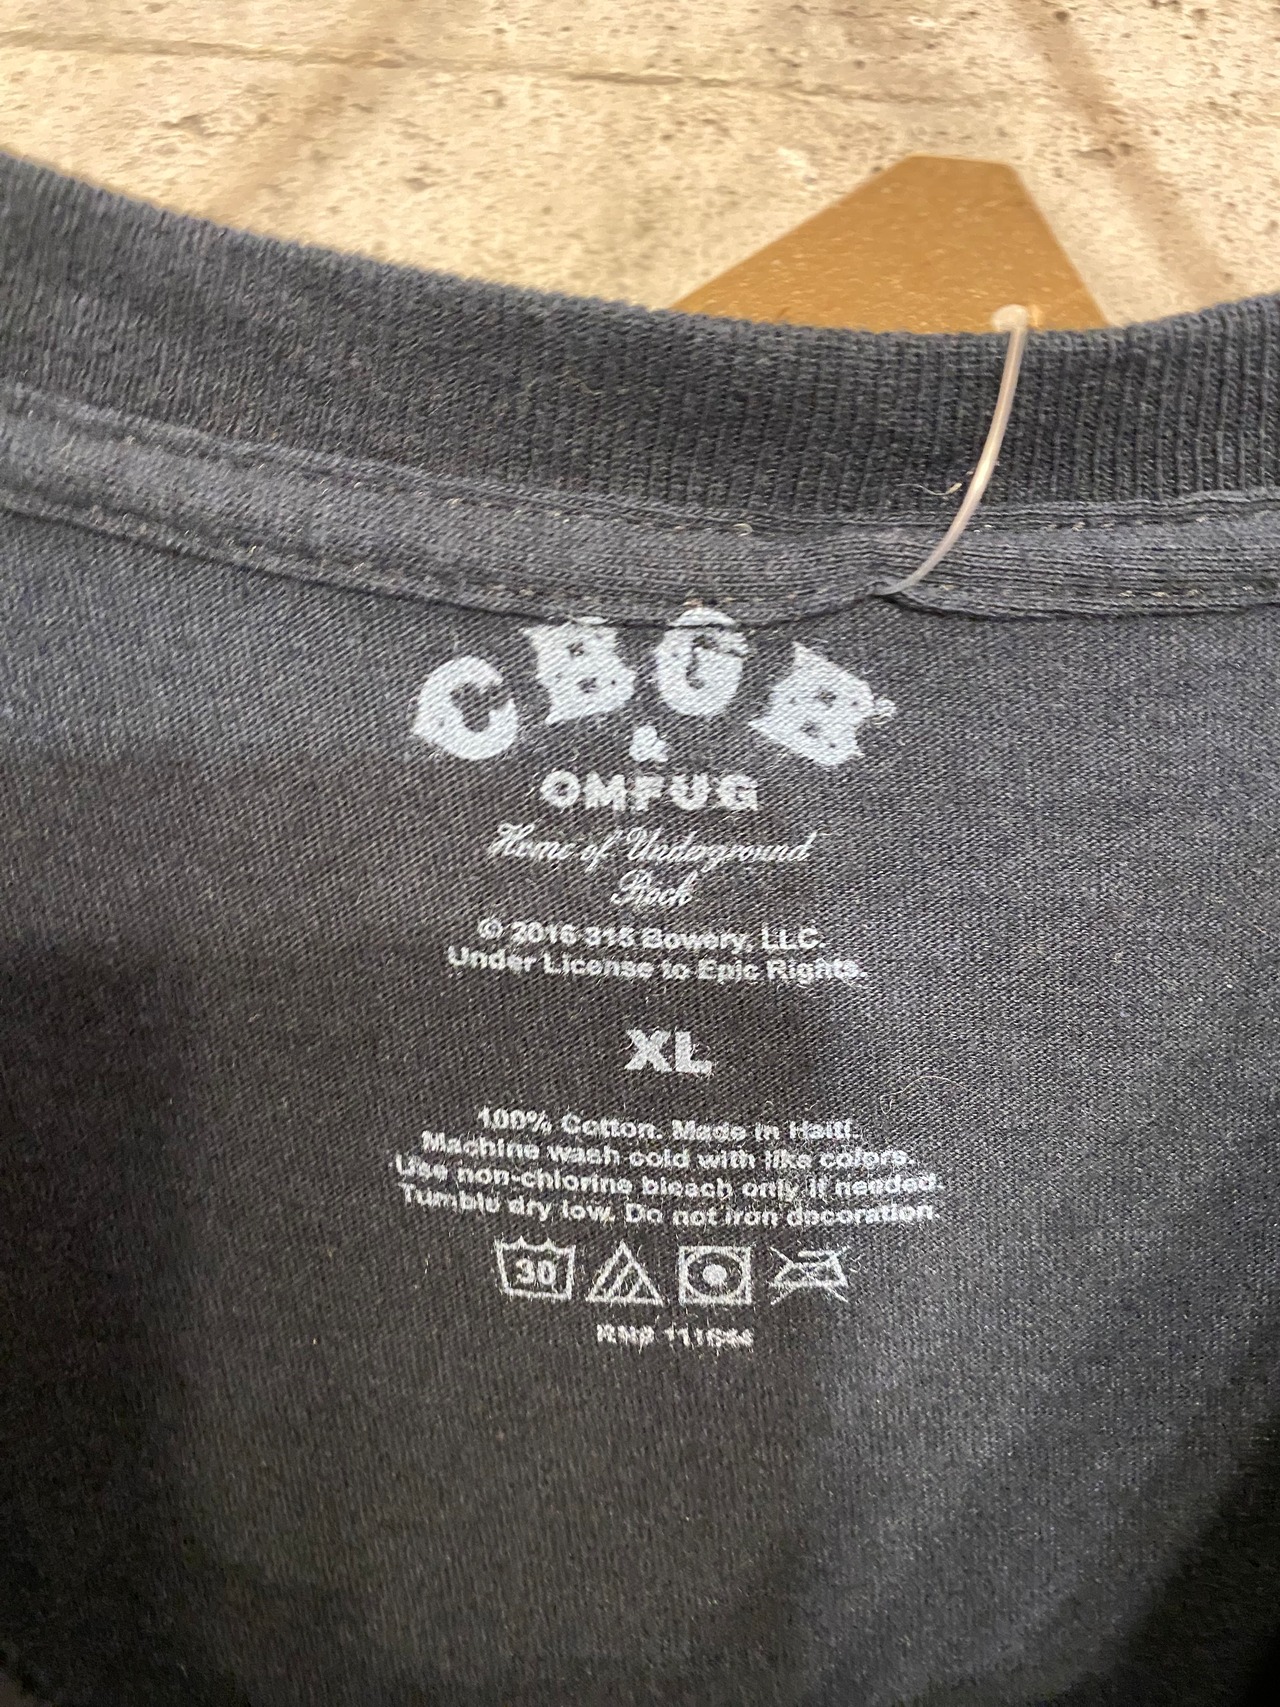 CBGB
&
OMFUG
Home of Underground
Rock
© 2016 315 Bowery, LLC.
Under License to Epic Rights.
XL
100% Cotton. Made in Haiti.
Machine wash cold with like colors.
Use non-chlorine bleach only if needed.
Tumble dry low. Do not iron decoration.
30
RN#